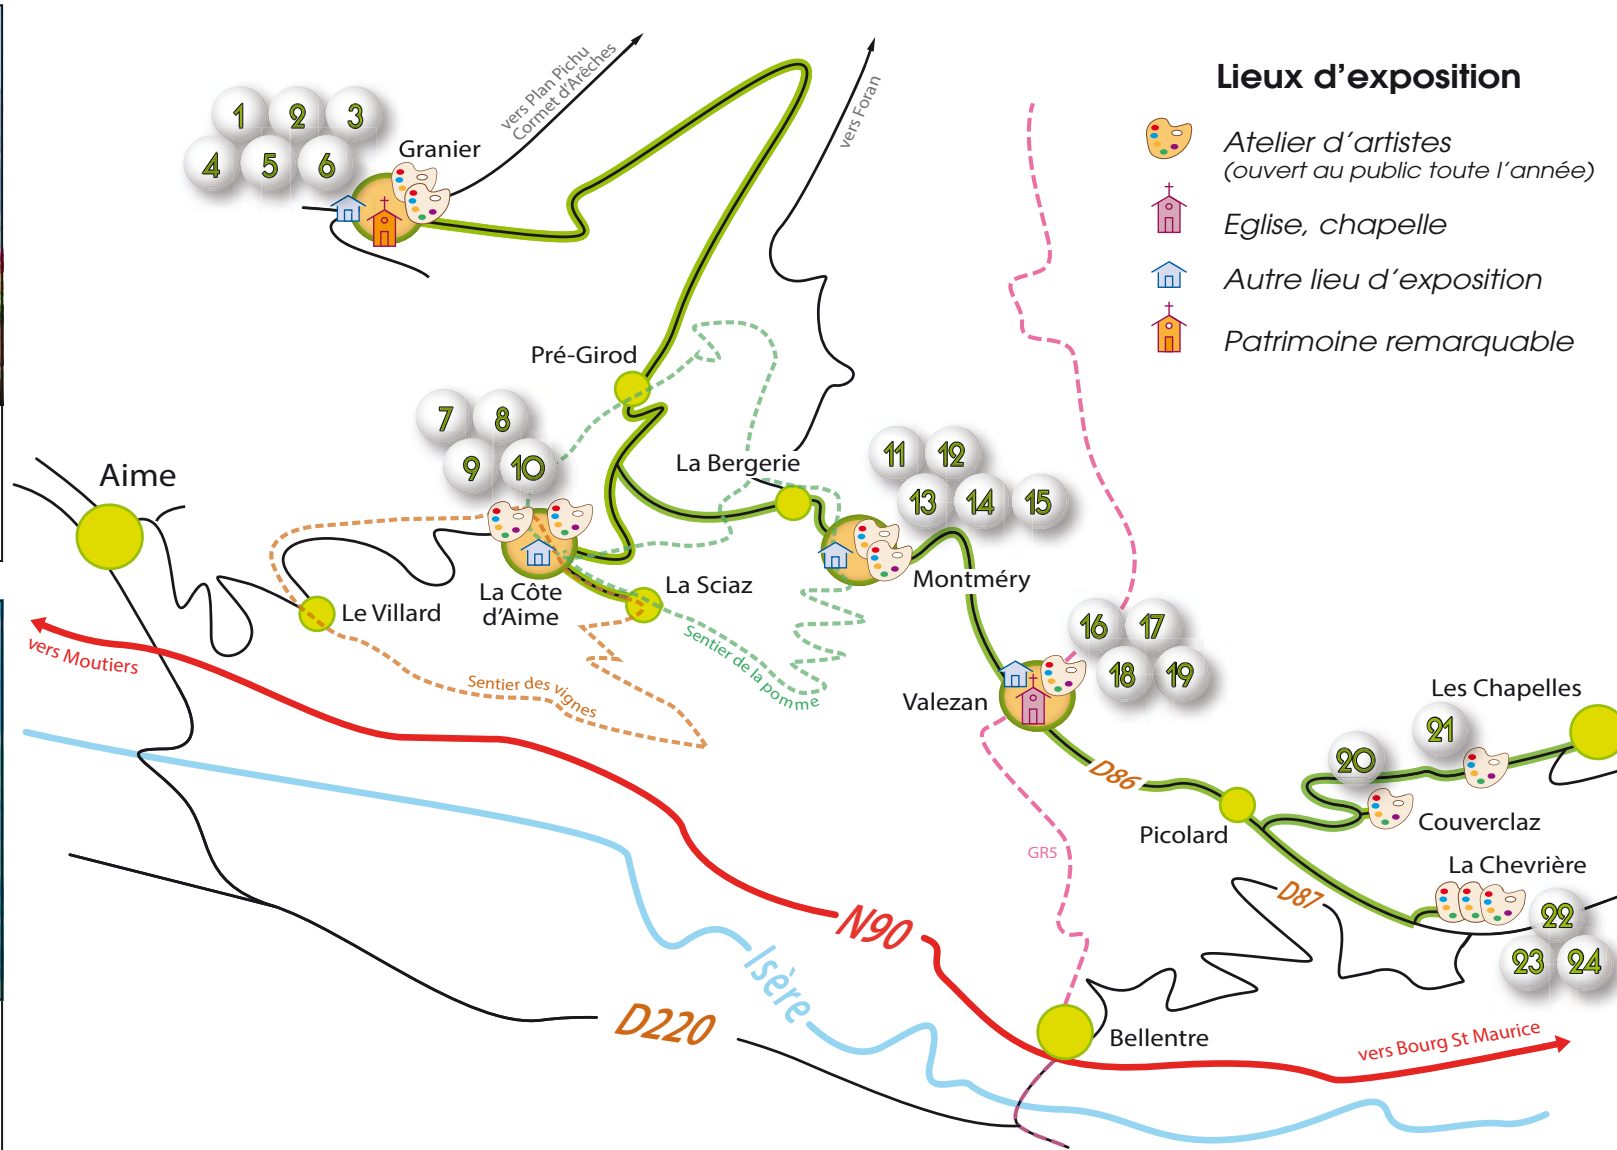 Lieux d'exposition
Atelier d'artistes
(ouvert au public toute l'année)
Eglise, chapelle
Autre lieu d'exposition
Patrimoine remarquable
vers Plan Pichu
Cormet d'Arêches
vers Foran
1 2 3
4 5 6
Granier
Pré-Girod
7 8
9 10
La Bergerie
11 12
13 14 15
Aime
La Côte
d'Aime
La Sciaz
Montméry
Le Villard
vers Moutiers
Sentier des vignes
Sentier de la pomme
16 17
18 19
Valezan
Les Chapelles
21
20
D86
Picolard
Couverclaz
GR5
La Chevrière
D87
22
23 24
N90
Isère
D220
Bellentre
vers Bourg St Maurice